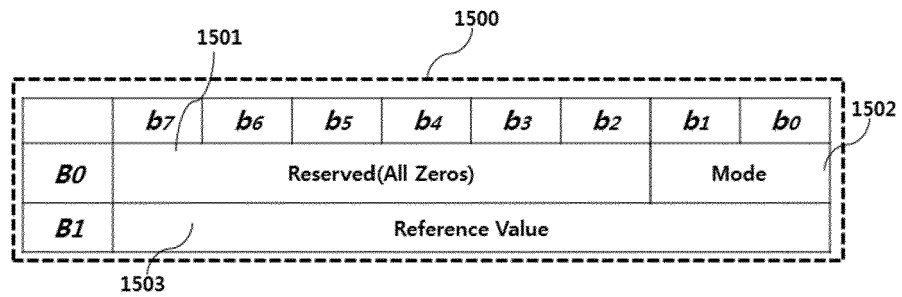 1500
1501
b7 b6 b5 b4 b3 b2 b1 b0
1502
B0 Reserved(All Zeros) Mode
B1 Reference Value
1503